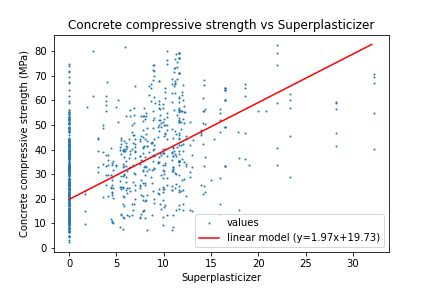 Concrete compressive strength vs Superplasticizer
Concrete compressive strength (MPa)
80
70
60
50
40
30
20
10
0
0 5 10 15 20 25 30
Superplasticizer
values
linear model (y=1.97x+19.73)